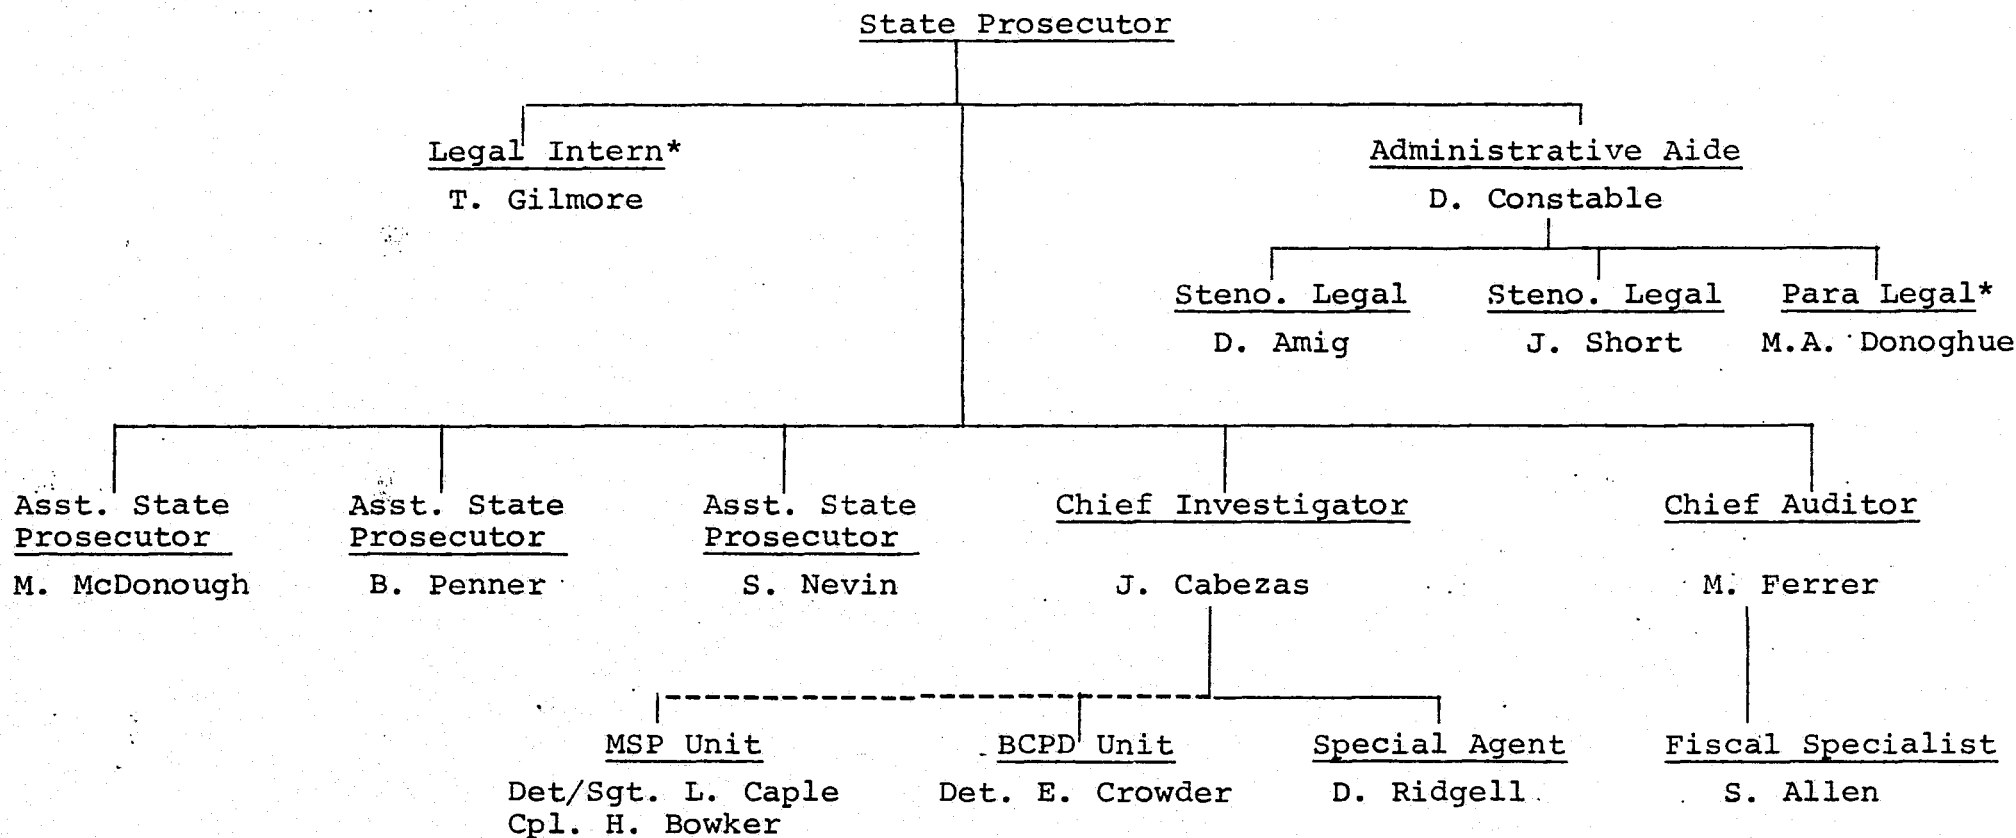 State Prosecutor
Legal Intern*
T. Gilmore
Administrative Aide
D. Constable
Steno. Legal
D. Amig
Steno. Legal
J. Short
Para Legal*
M.A. Donoghue
Asst. State
Prosecutor
M. McDonough
Asst. State
Prosecutor
B. Penner
Asst. State
Prosecutor
S. Nevin
Chief Investigator
J. Cabezas
Chief Auditor
M. Ferrer
MSP Unit
Det/Sgt. L. Caple
Cpl. H. Bowker
BCPD Unit
Det. E. Crowder
Special Agent
D. Ridgell
Fiscal Specialist
S. Allen